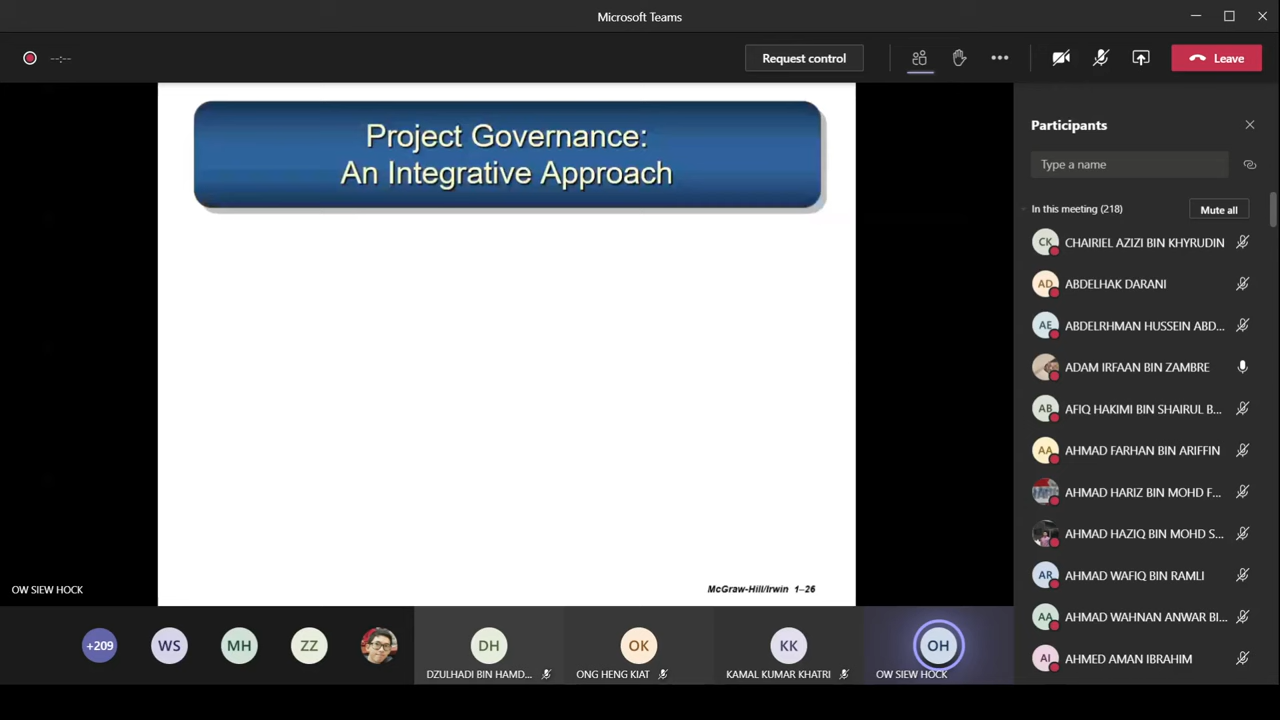 Microsoft Teams
--:--
Request control
Leave
Project Governance:
An Integrative Approach
McGraw-Hill/Irwin 1–26
OW SIEW HOCK
Participants
Type a name
In this meeting (218)
Mute all
CK CHAIRIEL AZIZI BIN KHYRUDIN
AD ABDELHAK DARANI
AE ABDELRHMAN HUSSEIN ABD...
ADAM IRFAAN BIN ZAMBRE
AB AFIQ HAKIMI BIN SHAIRUL B...
AA AHMAD FARHAN BIN ARIFFIN
AHMAD HARIZ BIN MOHD F...
AHMAD HAZIQ BIN MOHD S...
AR AHMAD WAFIQ BIN RAMLI
AA AHMAD WAHNAN ANWAR BI...
AI AHMED AMAN IBRAHIM
+209
WS
MH
ZZ
DH
DZULHADI BIN HAMD...
OK
ONG HENG KIAT
KK
KAMAL KUMAR KHATRI
OH
OW SIEW HOCK